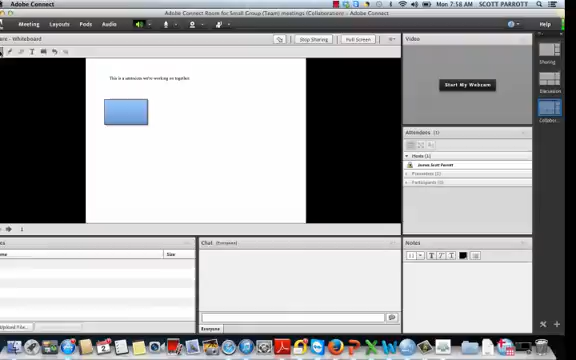 Adobe Connect
Mon 7:58 AM SCOTT PARROTT
Adobe Connect Room for Small Group (Team) meetings (Collaboration) - Adobe Connect
Meeting Layouts Pods Audio Help
Whiteboard
Stop Sharing Full Screen
Video
This is a sentence we're working on together
Start My Webcam
Sharing
Discussion
Attendees (1)
Hosts (1)
James Scott Parrott
Presenters (0)
Participants (0)
Size
Chat (Everyone)
Notes
Upload File...
Everyone